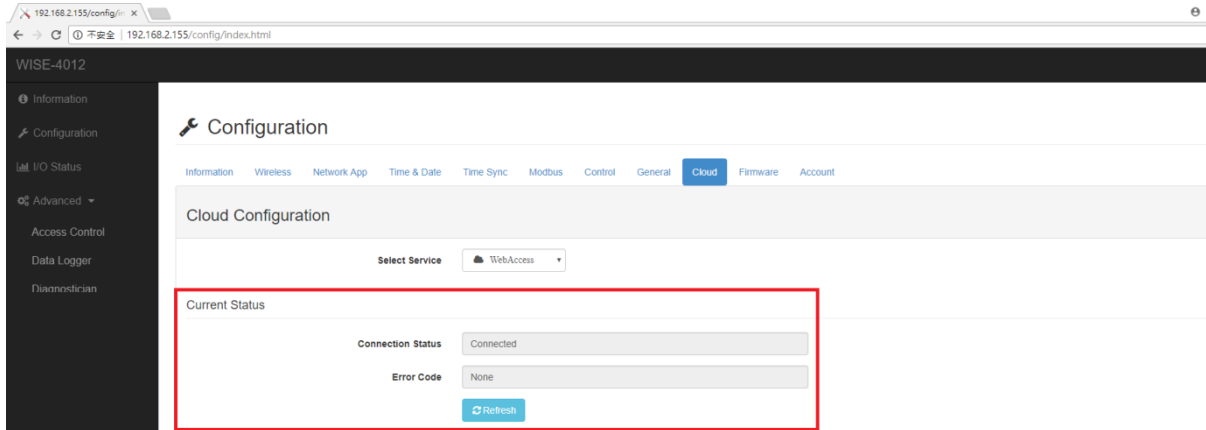 192.168.2.155/config/in
不安全 | 192.168.2.155/config/index.html
WISE-4012
Information
Configuration
I/O Status
Advanced
Access Control
Data Logger
Diagnostician
Configuration
Information Wireless Network App Time & Date Time Sync Modbus Control General Cloud Firmware Account
Cloud Configuration
Select Service WebAccess
Current Status
Connection Status Connected
Error Code None
Refresh